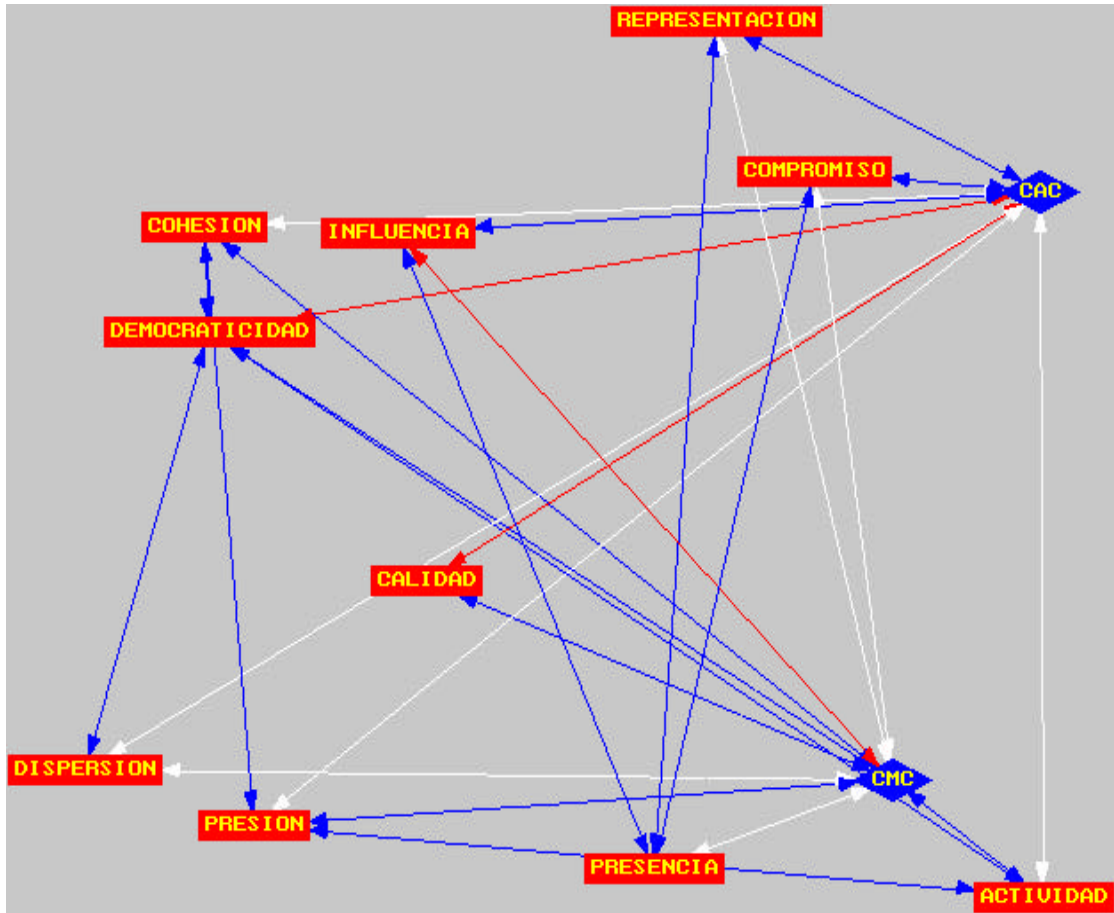 REPRESENTACION
COMPROMISO
CAC
COHESION
INFLUENCIA
DEMOCRATICIDAD
CALIDAD
DISPERSION
CMC
PRESION
PRESENCIA
ACTIVIDAD